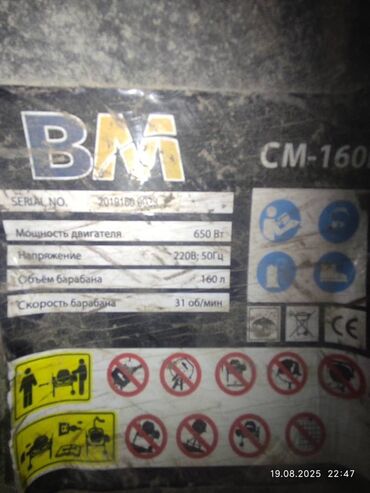 BM
CM-160
SERIAL NO.
Мощность двигателя 650 Вт
Напряжение 220В; 50Гц
Объём барабана 160 л
Скорость барабана 31 об/мин
CE
19.08.2025 22:47